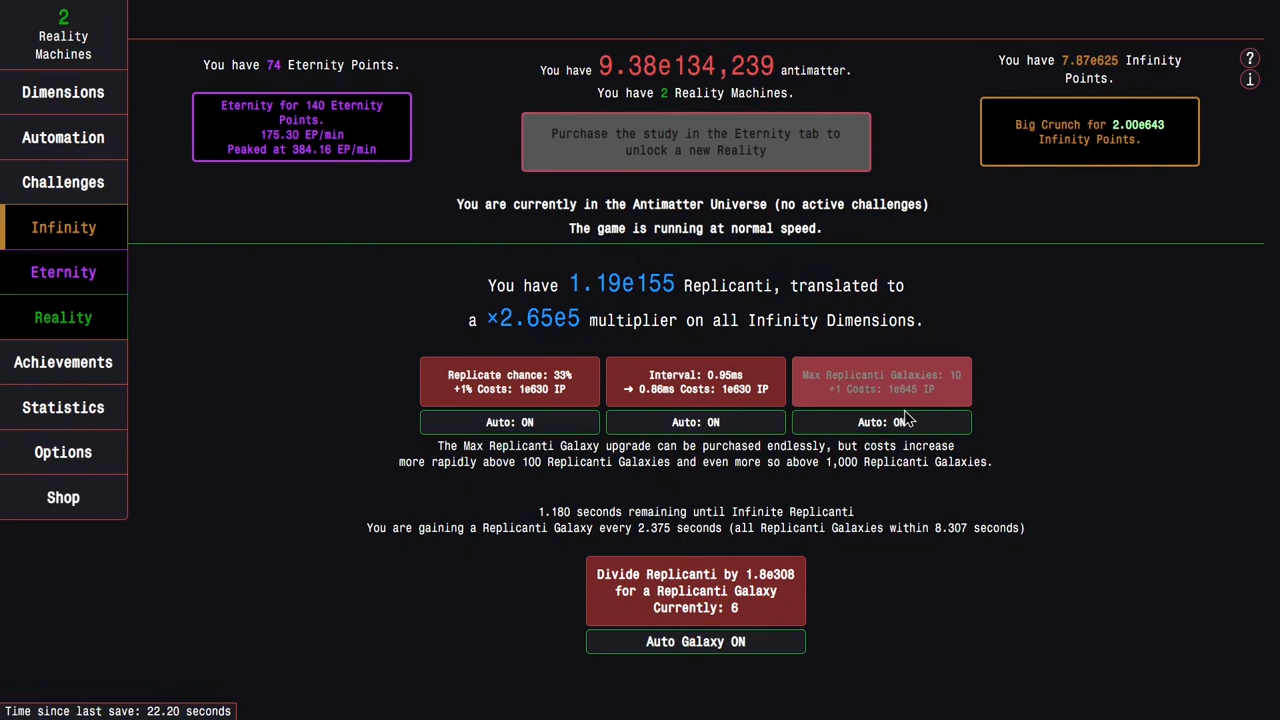 2
Reality
Machines
Dimensions
Automation
Challenges
Infinity
Eternity
Reality
Achievements
Statistics
Options
Shop
You have 74 Eternity Points.
Eternity for 140 Eternity
Points.
175.30 EP/min
Peaked at 384.16 EP/min
You have 9.38e134,239 antimatter.
You have 2 Reality Machines.
Purchase the study in the Eternity tab to
unlock a new Reality
You have 7.87e625 Infinity
Points.
Big Crunch for 2.00e643
Infinity Points.
?
i
You are currently in the Antimatter Universe (no active challenges)
The game is running at normal speed.
You have 1.19e155 Replicanti, translated to
a ×2.65e5 multiplier on all Infinity Dimensions.
Replicate chance: 33%
+1% Costs: 1e630 IP
Auto: ON
Interval: 0.95ms
➜ 0.86ms Costs: 1e630 IP
Auto: ON
Max Replicanti Galaxies: 10
+1 Costs: 1e645 IP
Auto: ON
The Max Replicanti Galaxy upgrade can be purchased endlessly, but costs increase
more rapidly above 100 Replicanti Galaxies and even more so above 1,000 Replicanti Galaxies.
1.180 seconds remaining until Infinite Replicanti
You are gaining a Replicanti Galaxy every 2.375 seconds (all Replicanti Galaxies within 8.307 seconds)
Divide Replicanti by 1.8e308
for a Replicanti Galaxy
Currently: 6
Auto Galaxy ON
Time since last save: 22.20 seconds